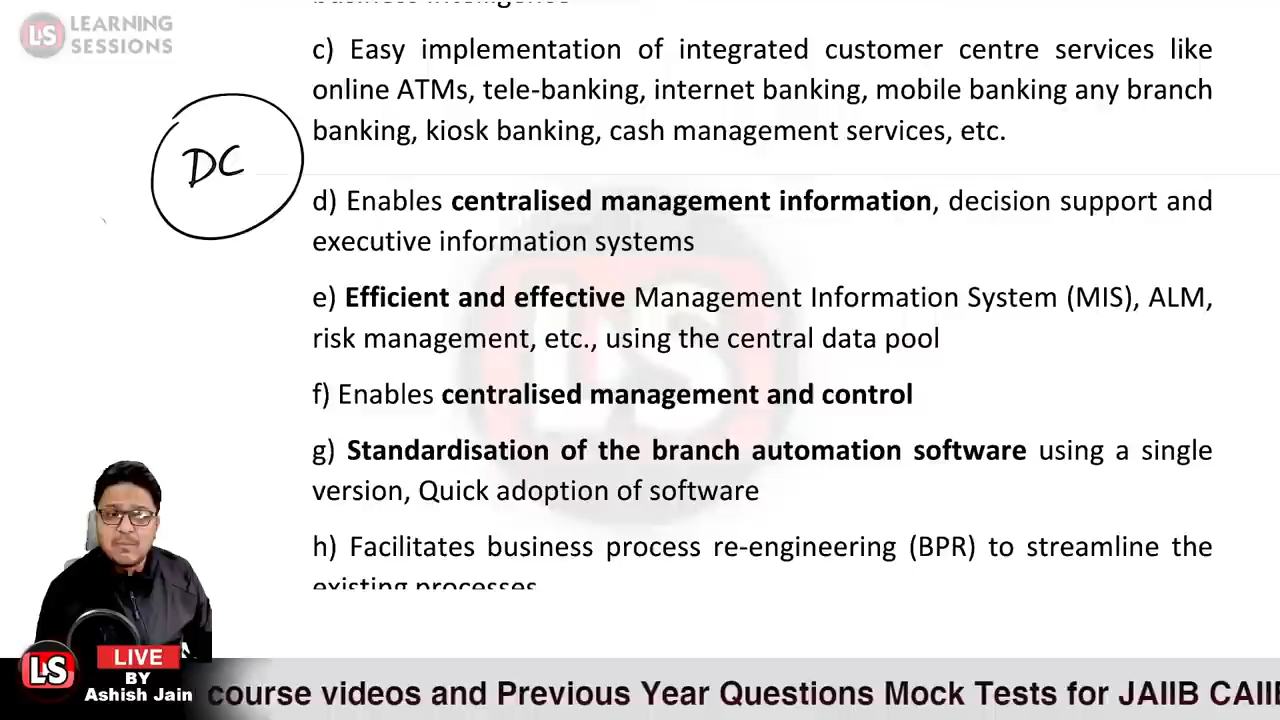 LS LEARNING
SESSIONS
c) Easy implementation of integrated customer centre services like
online ATMs, tele-banking, internet banking, mobile banking any branch
banking, kiosk banking, cash management services, etc.
DC
d) Enables centralised management information, decision support and
executive information systems
e) Efficient and effective Management Information System (MIS), ALM,
risk management, etc., using the central data pool
f) Enables centralised management and control
g) Standardisation of the branch automation software using a single
version, Quick adoption of software
h) Facilitates business process re-engineering (BPR) to streamline the
existing processes
LS
LIVE
BY
Ashish Jain
course videos and Previous Year Questions Mock Tests for JAIIB